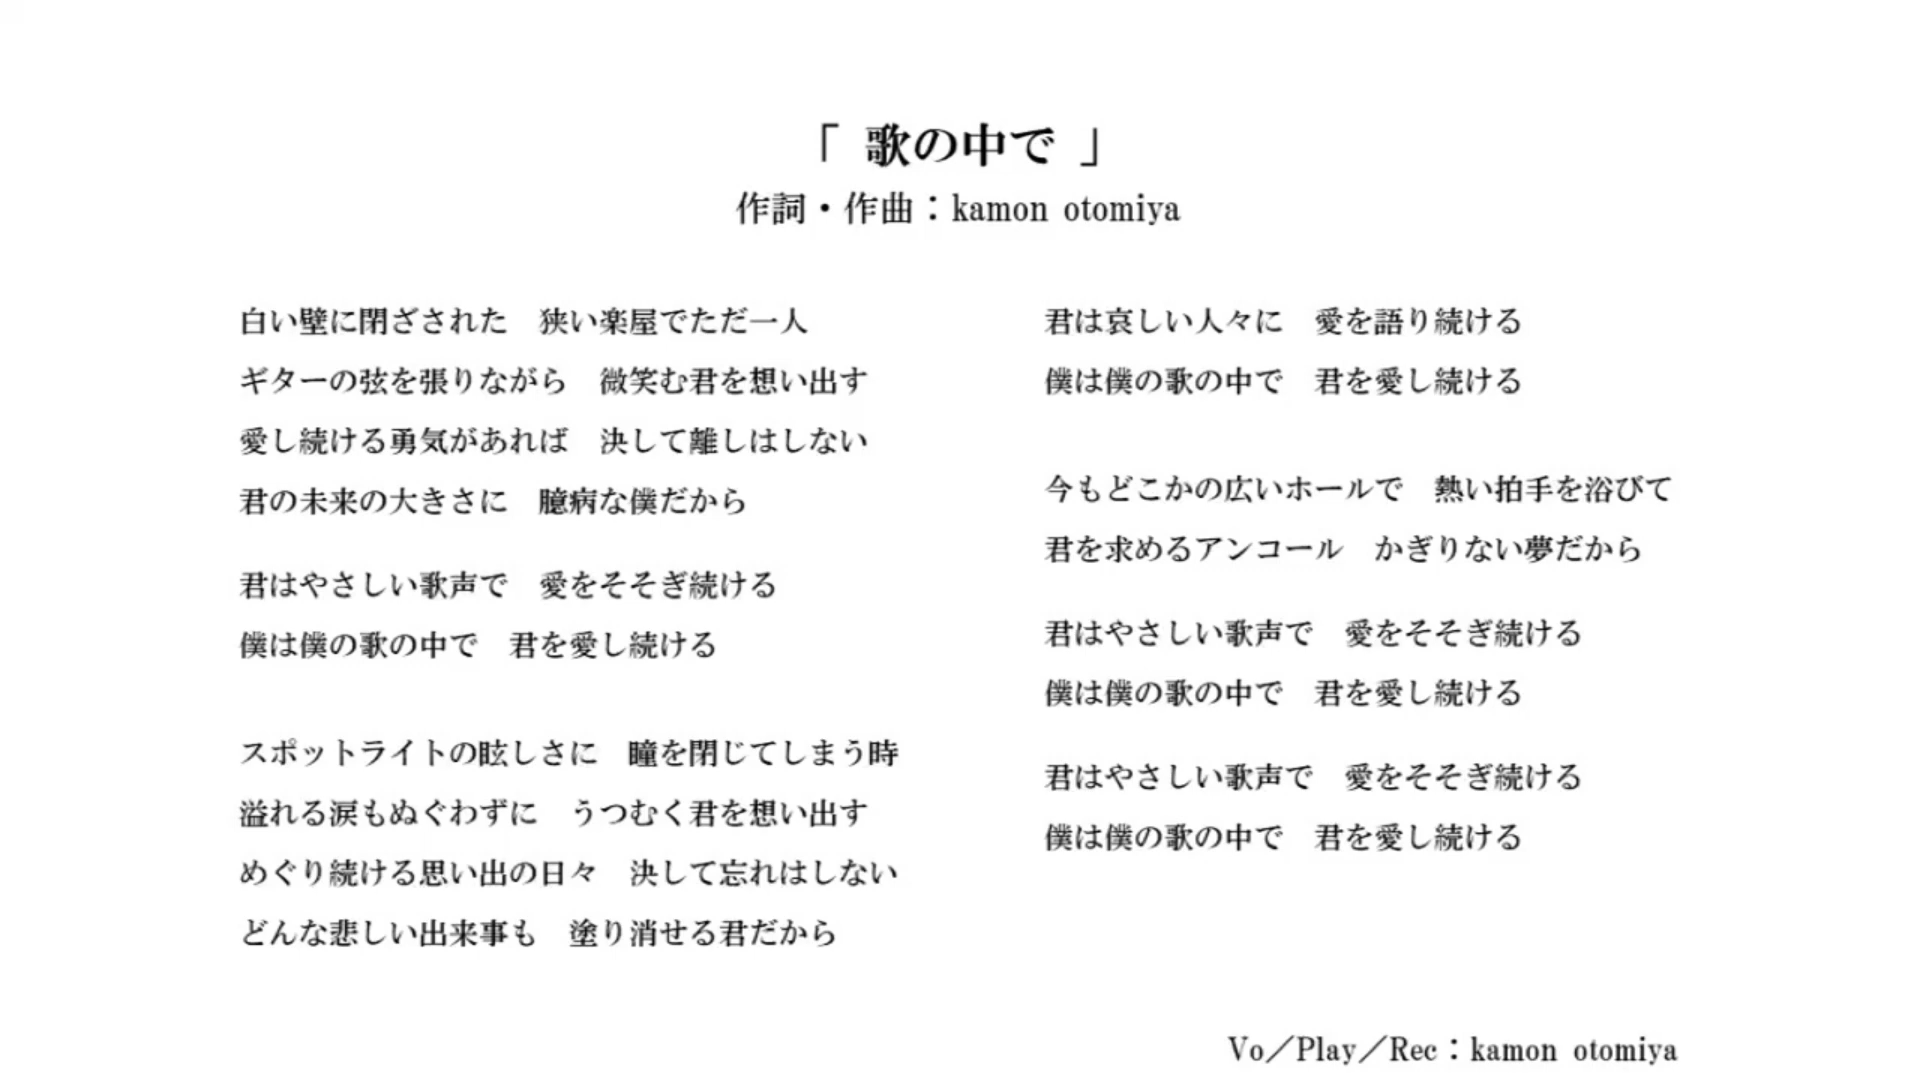 「 歌の中で 」
作詞・作曲：kamon otomiya
白い壁に閉ざされた　狭い楽屋でただ一人
ギターの弦を張りながら　微笑む君を想い出す
愛し続ける勇気があれば　決して離しはしない
君の未来の大きさに　臆病な僕だから
君はやさしい歌声で　愛をそそぎ続ける
僕は僕の歌の中で　君を愛し続ける
スポットライトの眩しさに　瞳を閉じてしまう時
溢れる涙もぬぐわずに　うつむく君を想い出す
めぐり続ける思い出の日々　決して忘れはしない
どんな悲しい出来事も　塗り消せる君だから
君は哀しい人々に　愛を語り続ける
僕は僕の歌の中で　君を愛し続ける
今もどこかの広いホールで　熱い拍手を浴びて
君を求めるアンコール　かぎりない夢だから
君はやさしい歌声で　愛をそそぎ続ける
僕は僕の歌の中で　君を愛し続ける
君はやさしい歌声で　愛をそそぎ続ける
僕は僕の歌の中で　君を愛し続ける
Vo／Play／Rec：kamon otomiya